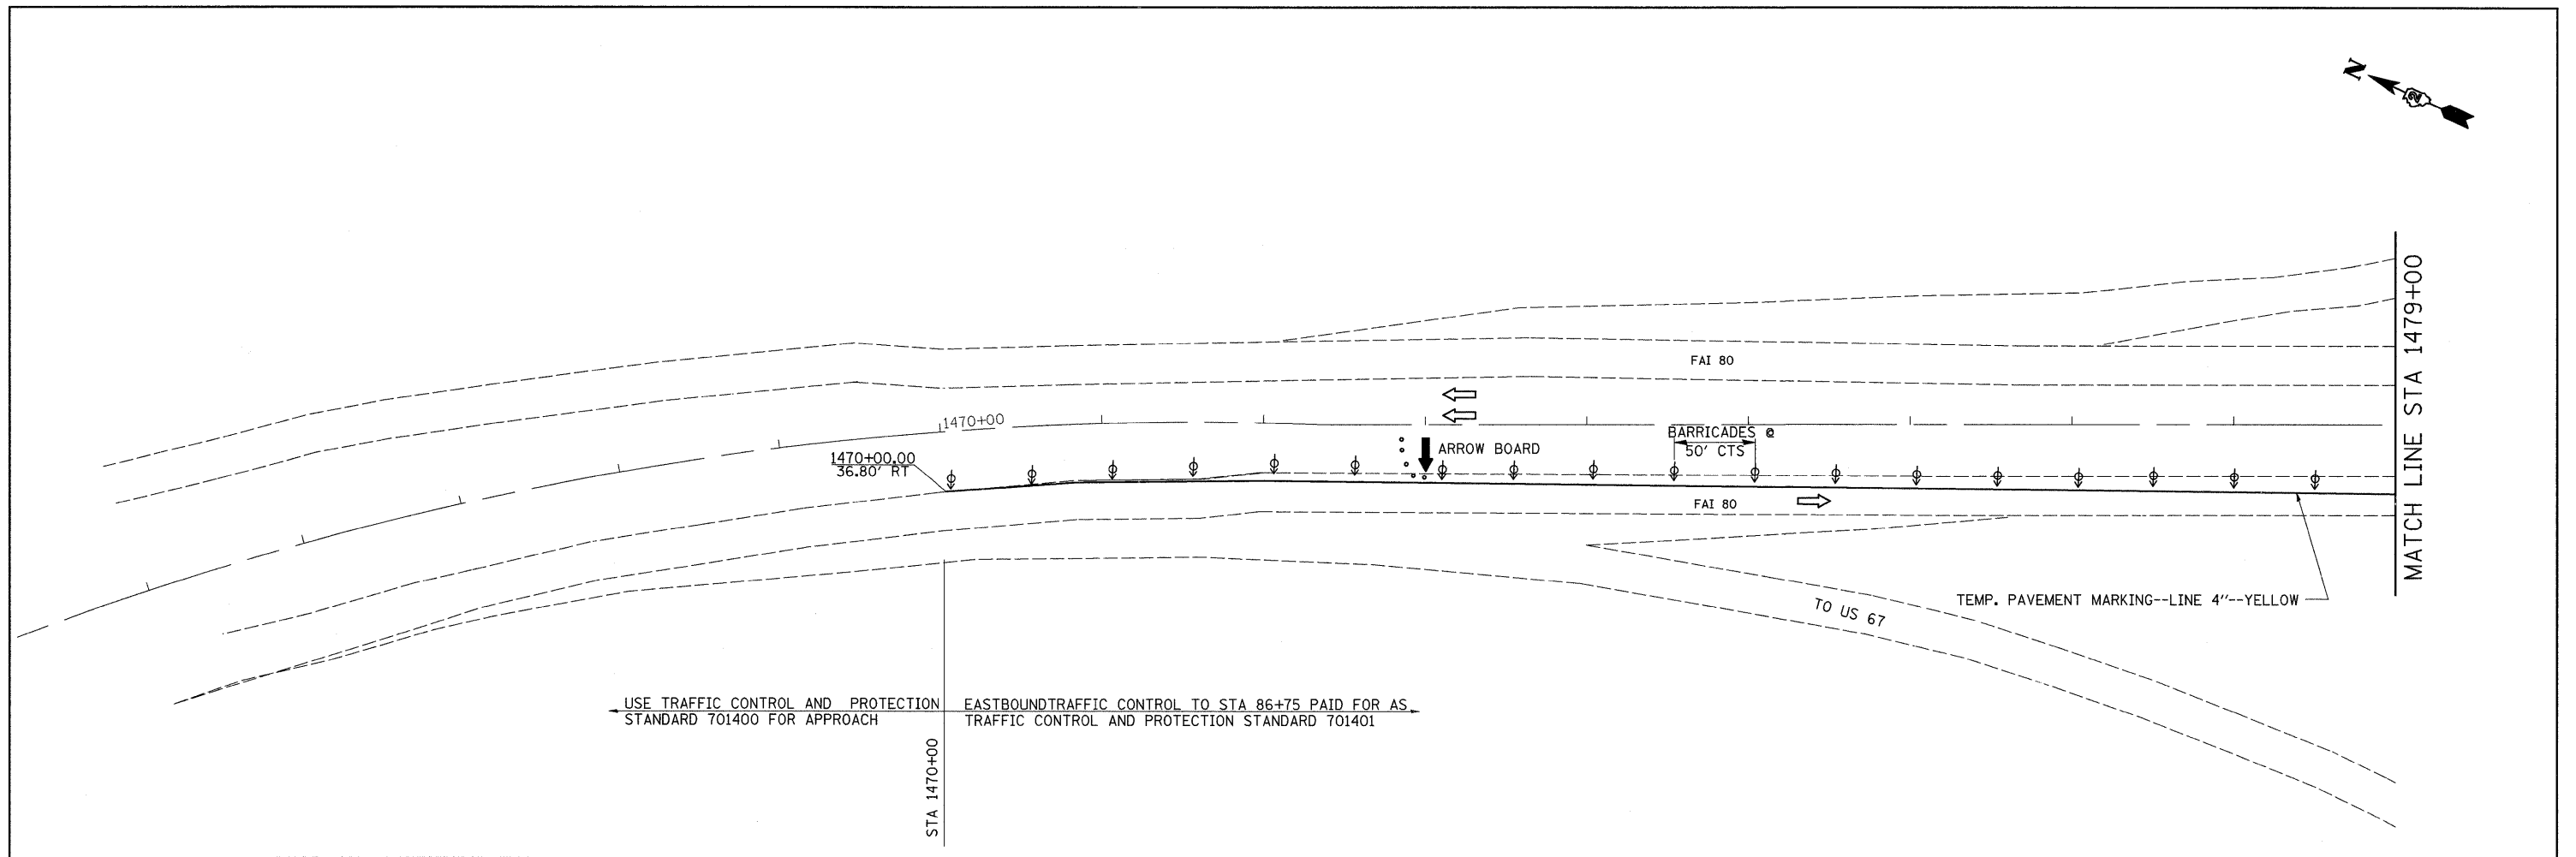 N
2
MATCH LINE STA 1479+00
FAI 80
1470+00
1470+00.00
36.80' RT
ARROW BOARD
BARRICADES @
50' CTS
FAI 80
TEMP. PAVEMENT MARKING--LINE 4"--YELLOW
TO US 67
USE TRAFFIC CONTROL AND PROTECTION
STANDARD 701400 FOR APPROACH
EASTBOUNDTRAFFIC CONTROL TO STA 86+75 PAID FOR AS
TRAFFIC CONTROL AND PROTECTION STANDARD 701401
STA 1470+00